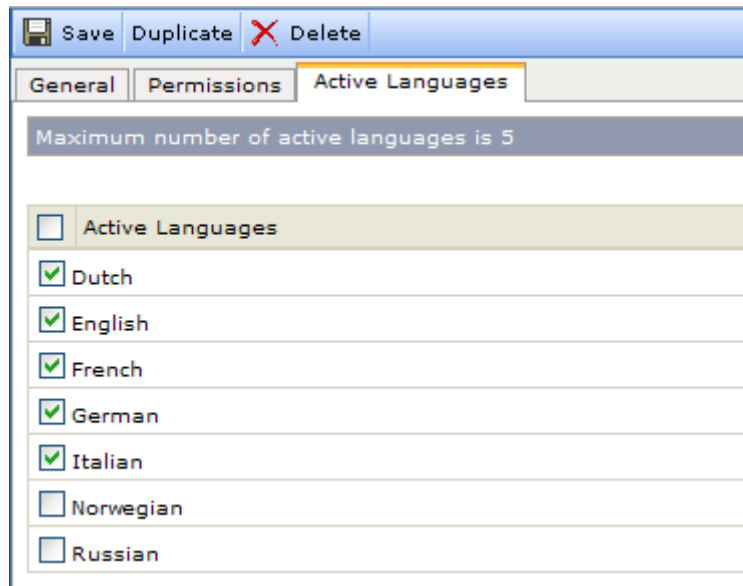 Save Duplicate Delete
General Permissions Active Languages
Maximum number of active languages is 5
Active Languages
Dutch
English
French
German
Italian
Norwegian
Russian